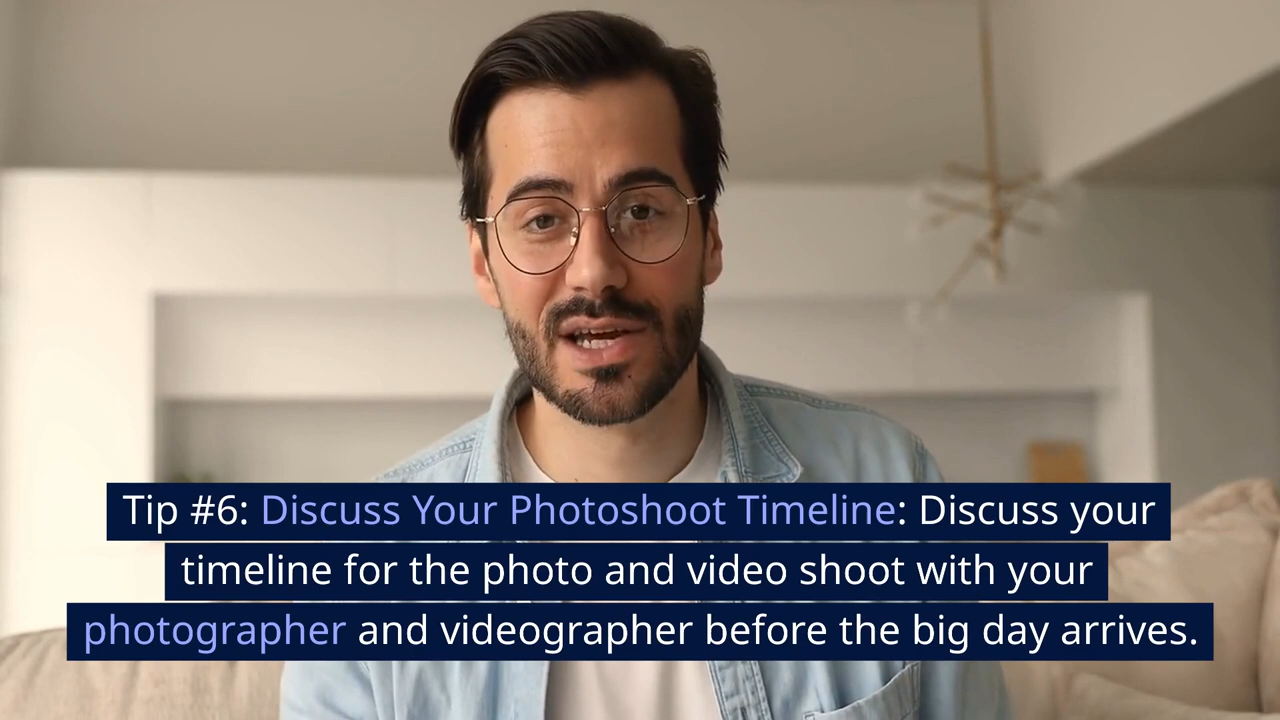 Tip #6: Discuss Your Photoshoot Timeline: Discuss your
timeline for the photo and video shoot with your
photographer and videographer before the big day arrives.